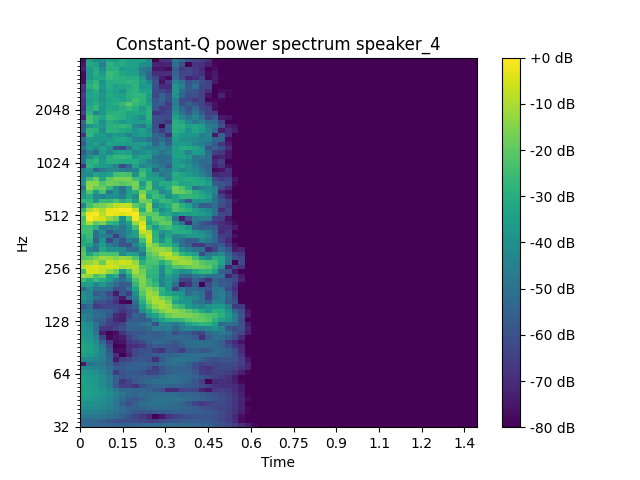 Constant-Q power spectrum speaker_4
+0 dB
-10 dB
-20 dB
-30 dB
-40 dB
-50 dB
-60 dB
-70 dB
-80 dB
Hz
2048
1024
512
256
128
64
32
0 0.15 0.3 0.45 0.6 0.75 0.9 1.1 1.2 1.4
Time